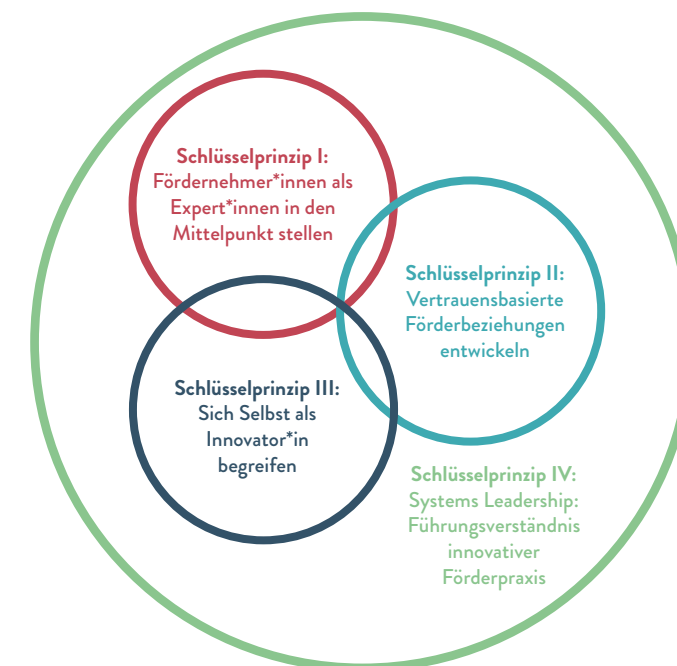 Schlüsselprinzip I:
Fördernehmer*innen als
Expert*innen in den
Mittelpunkt stellen
Schlüsselprinzip II:
Vertrauensbasierte
Förderbeziehungen
entwickeln
Schlüsselprinzip III:
Sich Selbst als
Innovator*in
begreifen
Schlüsselprinzip IV:
Systems Leadership:
Führungsverständnis
innovativer
Förderpraxis